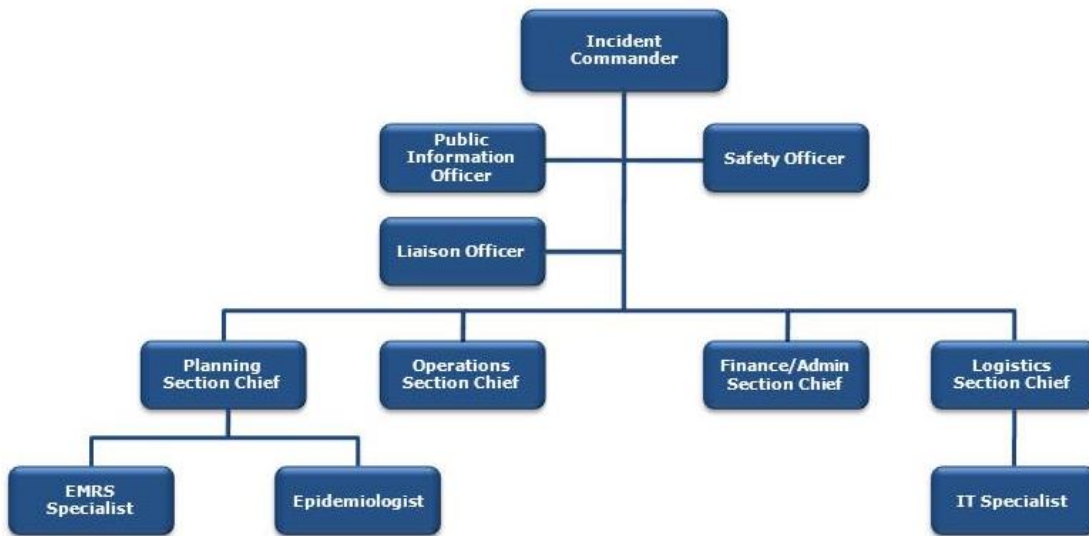 Incident
Commander
Public
Information
Officer
Safety Officer
Liaison Officer
Planning
Section Chief
Operations
Section Chief
Finance/Admin
Section Chief
Logistics
Section Chief
EMRS
Specialist
Epidemiologist
IT Specialist